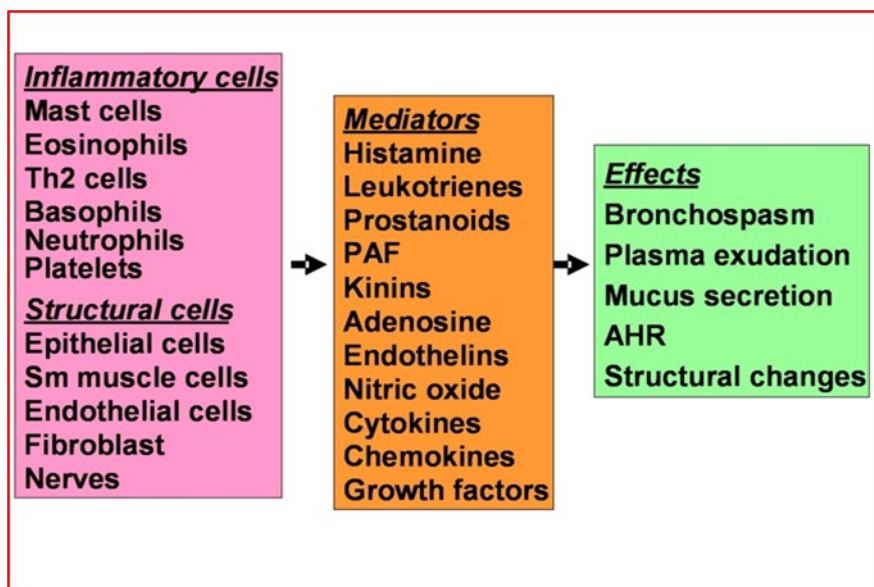 Inflammatory cells
Mast cells
Eosinophils
Th2 cells
Basophils
Neutrophils
Platelets
Structural cells
Epithelial cells
Sm muscle cells
Endothelial cells
Fibroblast
Nerves
Mediators
Histamine
Leukotrienes
Prostanoids
PAF
Kinins
Adenosine
Endothelins
Nitric oxide
Cytokines
Chemokines
Growth factors
Effects
Bronchospasm
Plasma exudation
Mucus secretion
AHR
Structural changes